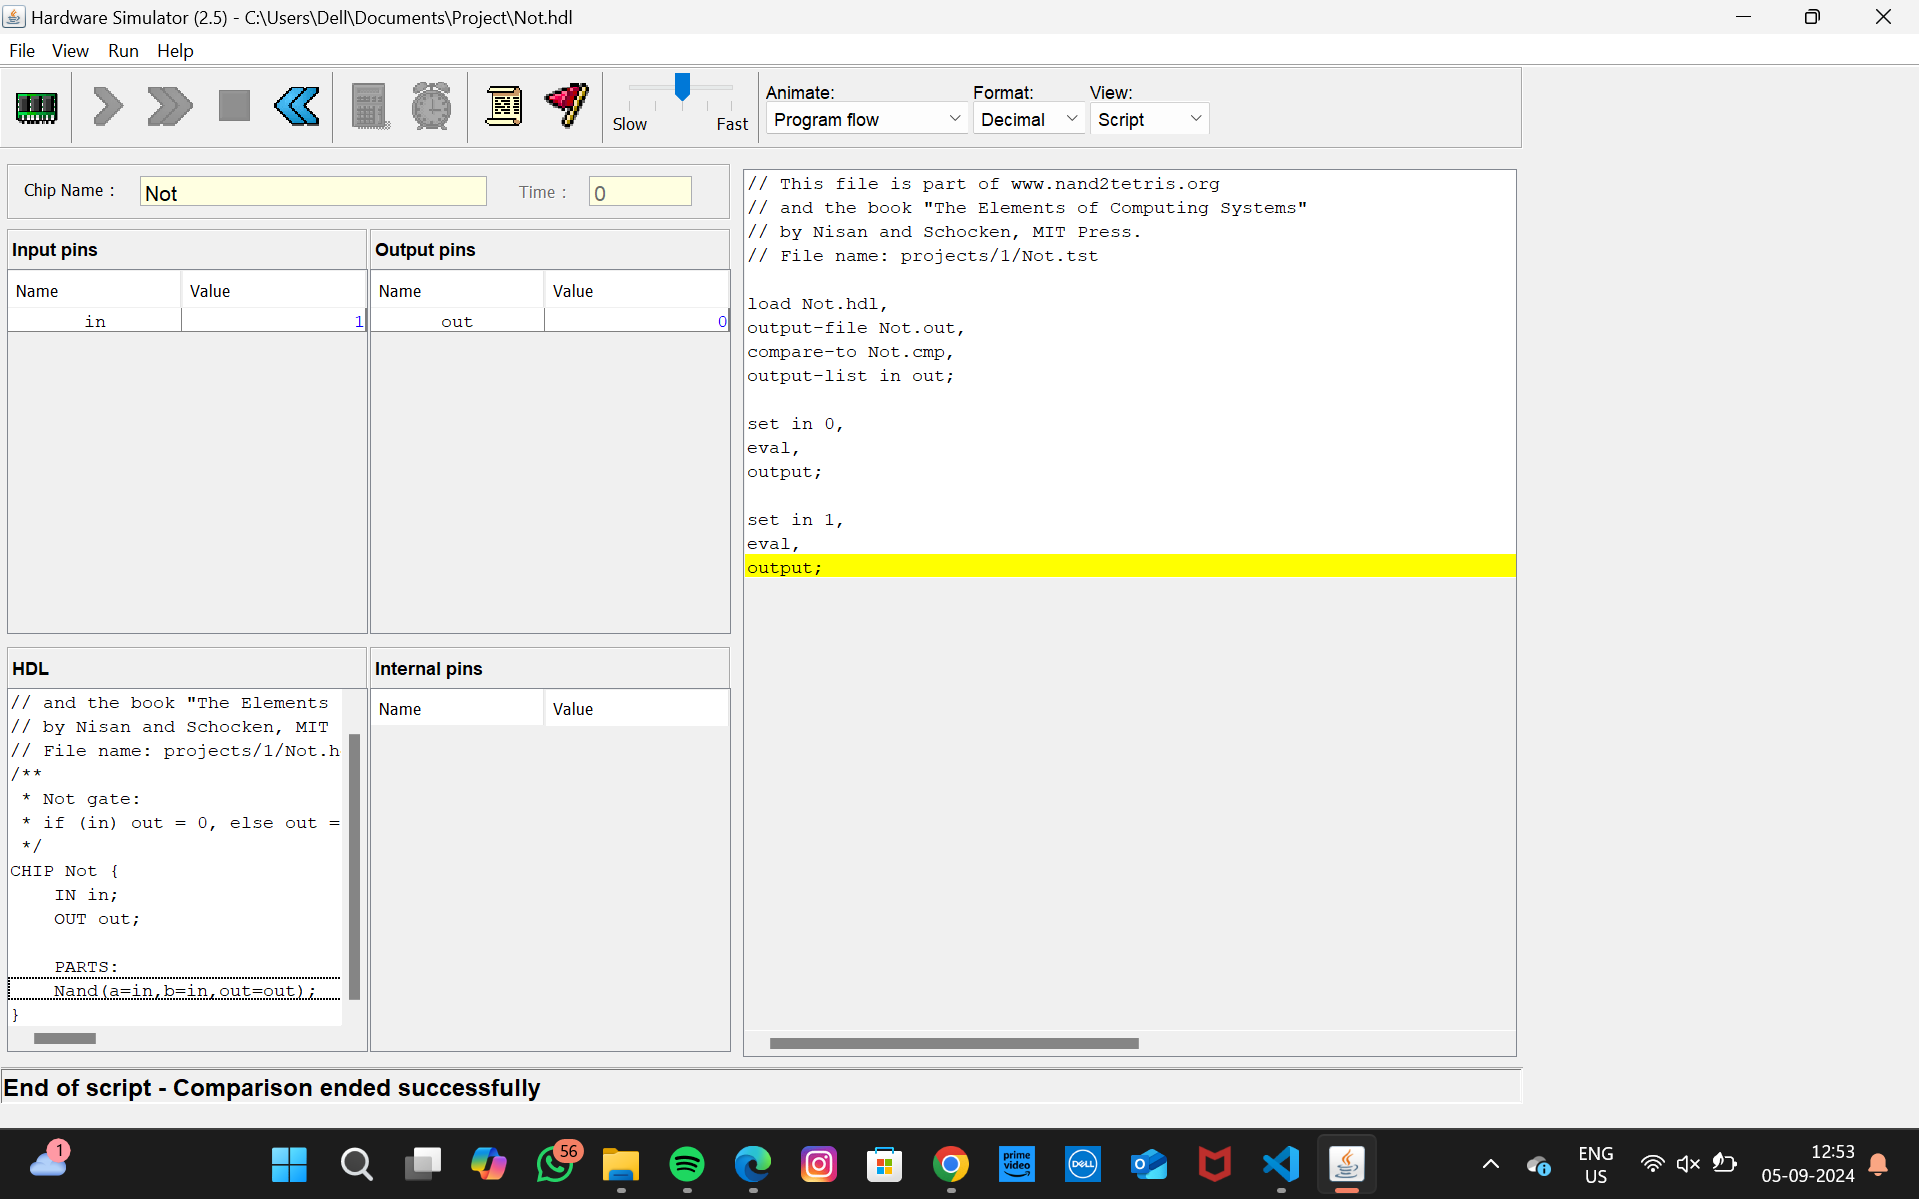 Hardware Simulator (2.5) - C:\Users\Dell\Documents\Project\Not.hdl
File View Run Help
Slow Fast
Animate: Format: View:
Program flow Decimal Script
Chip Name : Not Time : 0
Input pins Output pins
Name Value Name Value
in 1 out 0
HDL Internal pins
Name Value
// and the book "The Elements
// by Nisan and Schocken, MIT
// File name: projects/1/Not.h
/**
 * Not gate:
 * if (in) out = 0, else out =
 */
CHIP Not {
    IN in;
    OUT out;
    PARTS:
    Nand(a=in,b=in,out=out);
}
// This file is part of www.nand2tetris.org
// and the book "The Elements of Computing Systems"
// by Nisan and Schocken, MIT Press.
// File name: projects/1/Not.tst
load Not.hdl,
output-file Not.out,
compare-to Not.cmp,
output-list in out;
set in 0,
eval,
output;
set in 1,
eval,
output;
End of script - Comparison ended successfully
1
56
prime video
DELL
ENG
US
12:53
05-09-2024